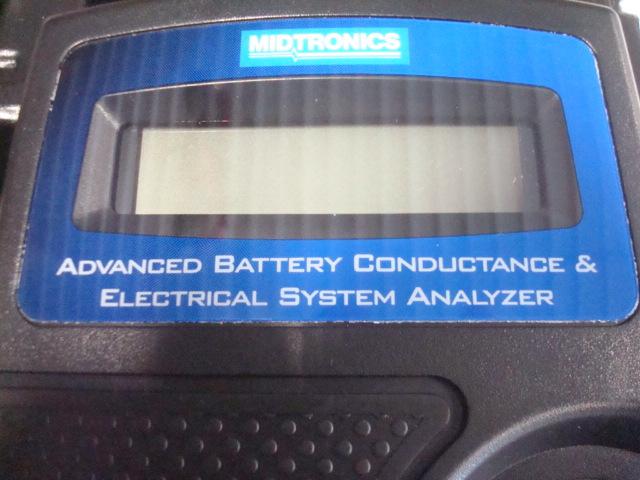 MIDTRONICS
ADVANCED BATTERY CONDUCTANCE &
ELECTRICAL SYSTEM ANALYZER